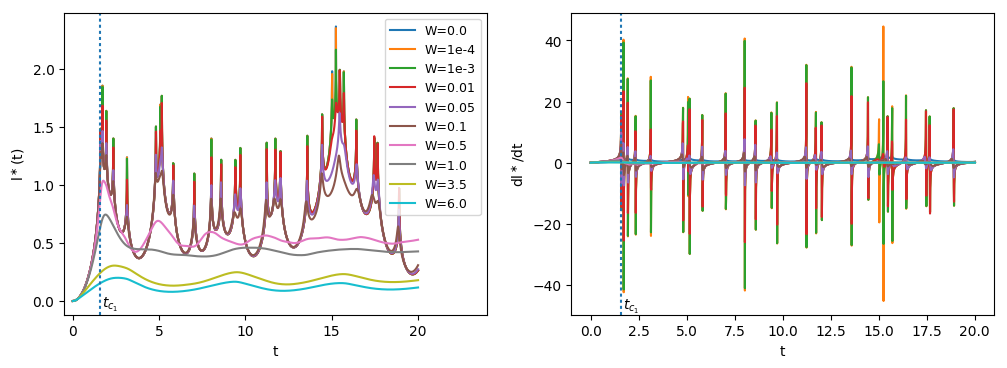 2.0
1.5
1.0
0.5
0.0
I * (t)
0
5
10
15
20
t
t_{c_1}
W=0.0
W=1e-4
W=1e-3
W=0.01
W=0.05
W=0.1
W=0.5
W=1.0
W=3.5
W=6.0
40
20
0
−20
−40
dI * /dt
0.0
2.5
5.0
7.5
10.0
12.5
15.0
17.5
20.0
t
t_{c_1}